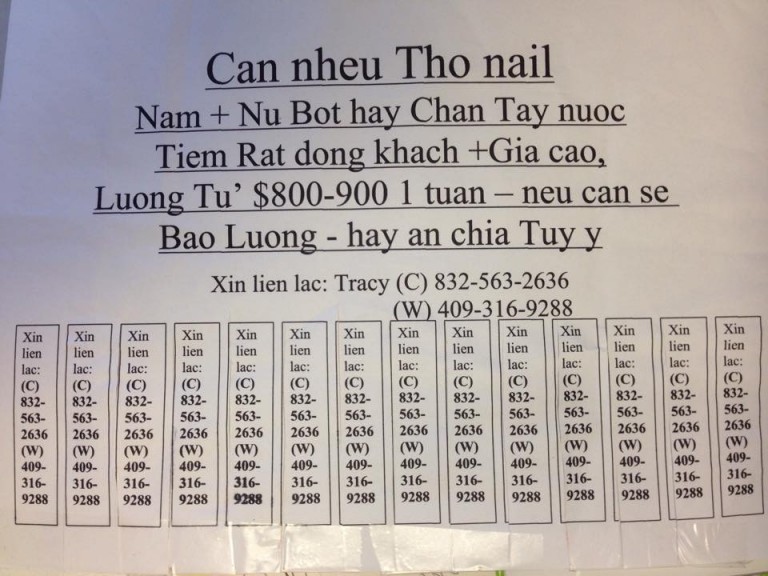 Can nheu Tho nail
Nam + Nu Bot hay Chan Tay nuoc
Tiem Rat dong khach +Gia cao,
Luong Tu’ $800-900 1 tuan – neu can se
Bao Luong - hay an chia Tuy y
Xin lien lac: Tracy (C) 832-563-2636
(W) 409-316-9288
Xin Xin Xin Xin Xin Xin Xin Xin Xin Xin Xin Xin Xin Xin
lien lien lien lien lien lien lien lien lien lien lien lien lien lien
lac: lac: lac: lac: lac: lac: lac: lac: lac: lac: lac: lac: lac: lac:
(C) (C) (C) (C) (C) (C) (C) (C) (C) (C) (C) (C) (C) (C)
832- 832- 832- 832- 832- 832- 832- 832- 832- 832- 832- 832- 832- 832-
563- 563- 563- 563- 563- 563- 563- 563- 563- 563- 563- 563- 563- 563-
2636 2636 2636 2636 2636 2636 2636 2636 2636 2636 2636 2636 2636 2636
(W) (W) (W) (W) (W) (W) (W) (W) (W) (W) (W) (W) (W) (W)
409- 409- 409- 409- 409- 409- 409- 409- 409- 409- 409- 409- 409- 409-
316- 316- 316- 316- 316- 316- 316- 316- 316- 316- 316- 316- 316- 316-
9288 9288 9288 9288 9288 9288 9288 9288 9288 9288 9288 9288 9288 9288